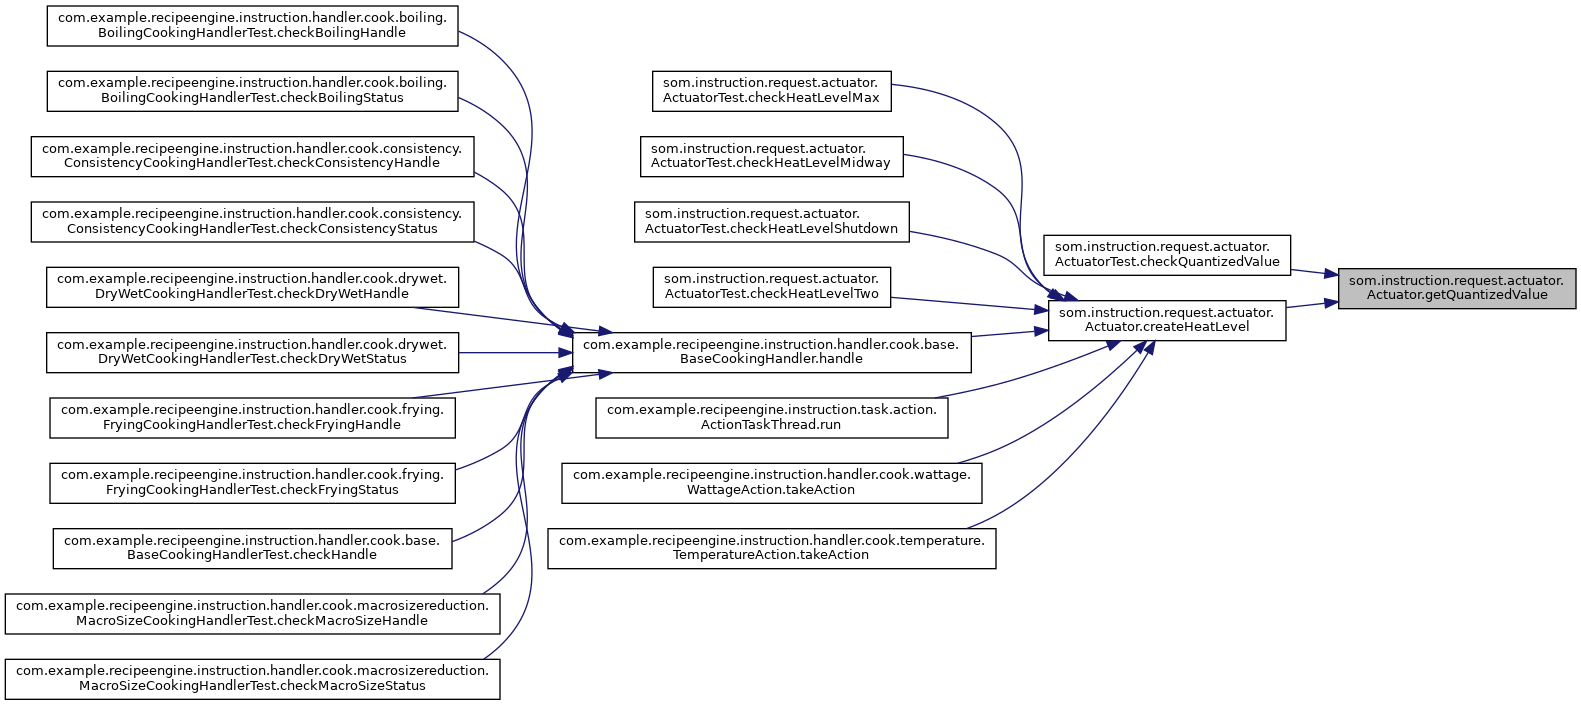 com.example.recipeengine.instruction.handler.cook.boiling.
BoilingCookingHandlerTest.checkBoilingHandle
com.example.recipeengine.instruction.handler.cook.boiling.
BoilingCookingHandlerTest.checkBoilingStatus
com.example.recipeengine.instruction.handler.cook.consistency.
ConsistencyCookingHandlerTest.checkConsistencyHandle
com.example.recipeengine.instruction.handler.cook.consistency.
ConsistencyCookingHandlerTest.checkConsistencyStatus
com.example.recipeengine.instruction.handler.cook.drywet.
DryWetCookingHandlerTest.checkDryWetHandle
com.example.recipeengine.instruction.handler.cook.drywet.
DryWetCookingHandlerTest.checkDryWetStatus
com.example.recipeengine.instruction.handler.cook.frying.
FryingCookingHandlerTest.checkFryingHandle
com.example.recipeengine.instruction.handler.cook.frying.
FryingCookingHandlerTest.checkFryingStatus
com.example.recipeengine.instruction.handler.cook.base.
BaseCookingHandlerTest.checkHandle
com.example.recipeengine.instruction.handler.cook.macrosizereduction.
MacroSizeCookingHandlerTest.checkMacroSizeHandle
com.example.recipeengine.instruction.handler.cook.macrosizereduction.
MacroSizeCookingHandlerTest.checkMacroSizeStatus
som.instruction.request.actuator.
ActuatorTest.checkHeatLevelMax
som.instruction.request.actuator.
ActuatorTest.checkHeatLevelMidway
som.instruction.request.actuator.
ActuatorTest.checkHeatLevelShutdown
som.instruction.request.actuator.
ActuatorTest.checkHeatLevelTwo
com.example.recipeengine.instruction.handler.cook.base.
BaseCookingHandler.handle
com.example.recipeengine.instruction.task.action.
ActionTaskThread.run
com.example.recipeengine.instruction.handler.cook.wattage.
WattageAction.takeAction
com.example.recipeengine.instruction.handler.cook.temperature.
TemperatureAction.takeAction
som.instruction.request.actuator.
ActuatorTest.checkQuantizedValue
som.instruction.request.actuator.
Actuator.createHeatLevel
som.instruction.request.actuator.
Actuator.getQuantizedValue